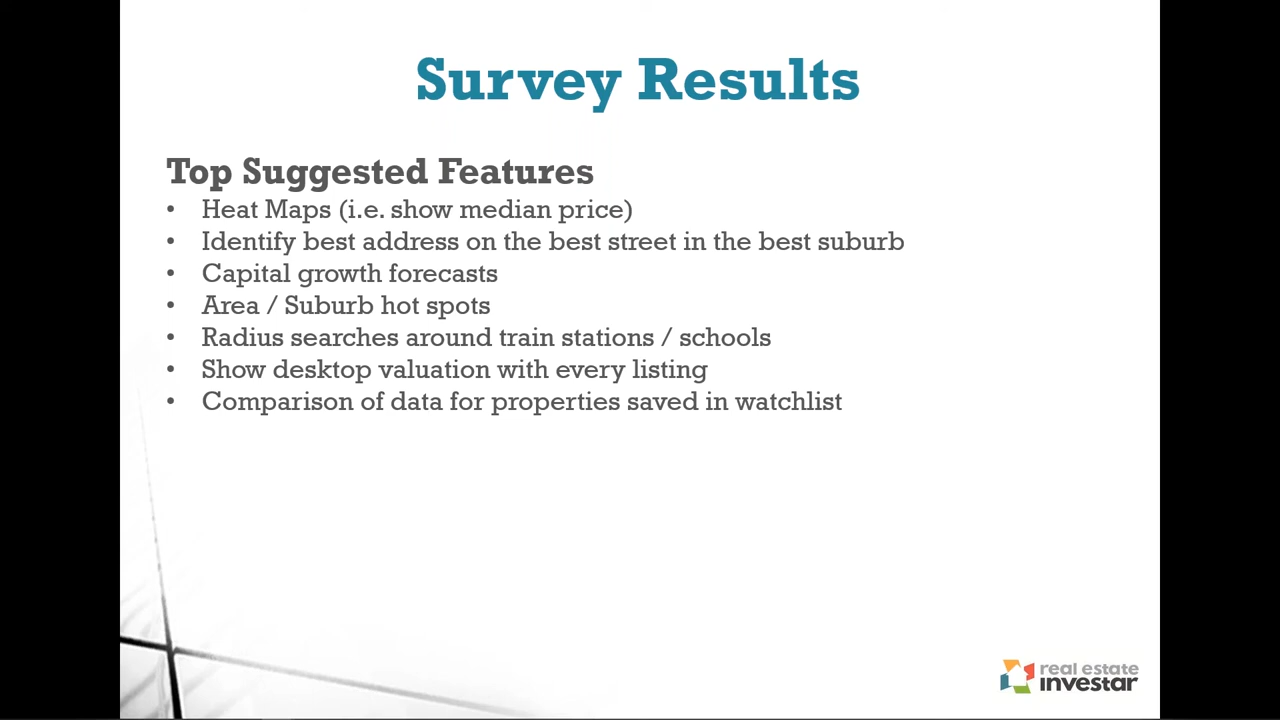 Survey Results
Top Suggested Features
• Heat Maps (i.e. show median price)
• Identify best address on the best street in the best suburb
• Capital growth forecasts
• Area / Suburb hot spots
• Radius searches around train stations / schools
• Show desktop valuation with every listing
• Comparison of data for properties saved in watchlist
real estate
investar